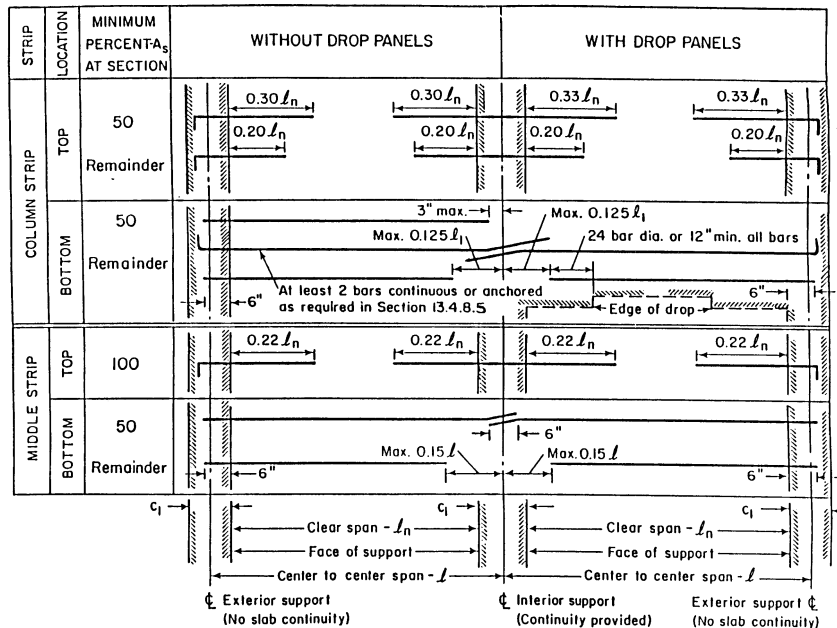 STRIP
LOCATION
MINIMUM
PERCENT-As
AT SECTION
WITHOUT DROP PANELS
WITH DROP PANELS
COLUMN STRIP
TOP
50
Remainder
0.30 ℓn
0.30 ℓn
0.33 ℓn
0.33 ℓn
0.20 ℓn
0.20 ℓn
0.20 ℓn
0.20 ℓn
BOTTOM
50
Remainder
3" max.
Max. 0.125 ℓ1
Max. 0.125 ℓ1
24 bar dia. or 12" min. all bars
At least 2 bars continuous or anchored
as required in Section 13.4.8.5
6"
6"
Edge of drop
MIDDLE STRIP
TOP
100
0.22 ℓn
0.22 ℓn
0.22 ℓn
0.22 ℓn
BOTTOM
50
Remainder
6"
Max. 0.15 ℓ
Max. 0.15 ℓ
6"
6"
c1
c1
Clear span - ℓn
Clear span - ℓn
Face of support
Face of support
Center to center span - ℓ
Center to center span - ℓ
℄ Exterior support
(No slab continuity)
℄ Interior support
(Continuity provided)
Exterior support ℄
(No slab continuity)